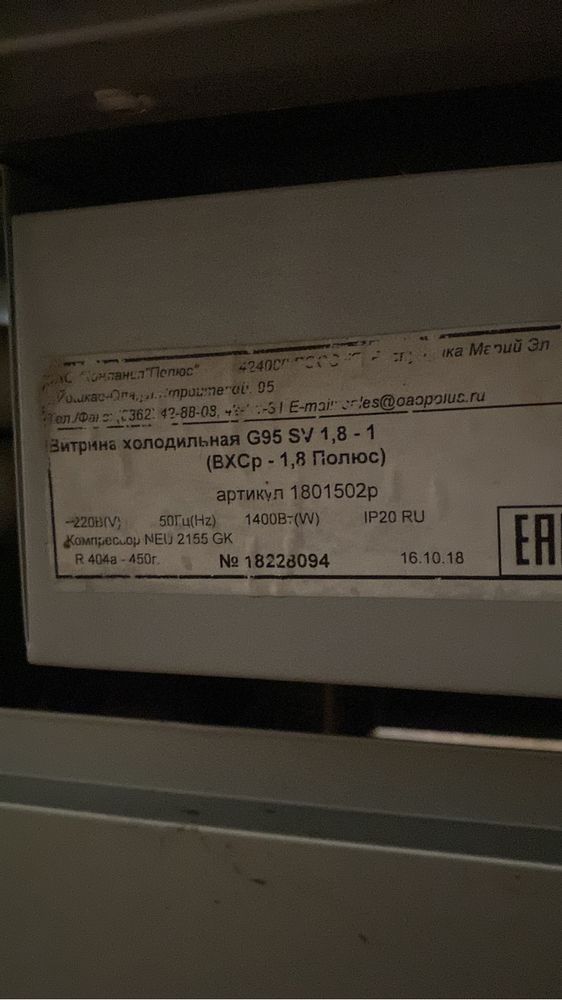 "Полюс" Марий Эл
95
42-88-08, E-mail: sales@oaopolus.ru
Витрина холодильная G95 SV 1,8 - 1
(ВХСр - 1,8 Полюс)
артикул 1801502р
~220В(V) 50Гц(Hz) 1400Вт(W) IP20 RU
Компрессор NEU 2155 GK
R 404a - 450г. № 18228094 16.10.18
EAC